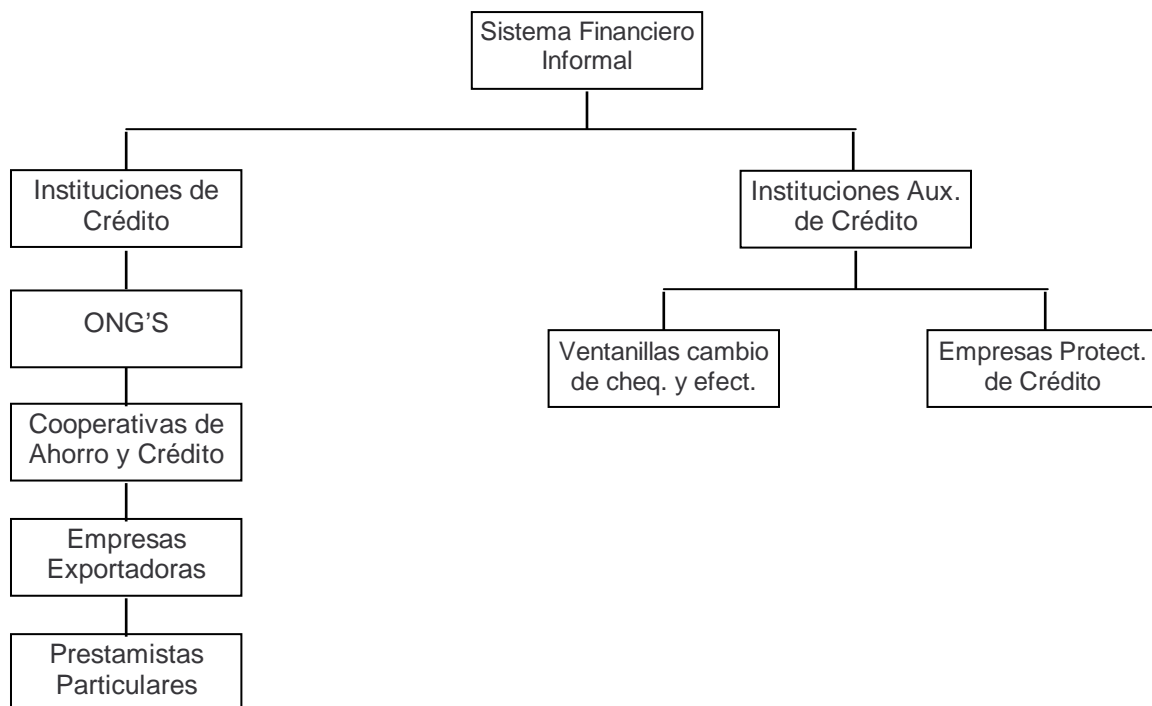 Sistema Financiero
Informal
Instituciones de
Crédito
Instituciones Aux.
de Crédito
ONG’S
Ventanillas cambio
de cheq. y efect.
Empresas Protect.
de Crédito
Cooperativas de
Ahorro y Crédito
Empresas
Exportadoras
Prestamistas
Particulares